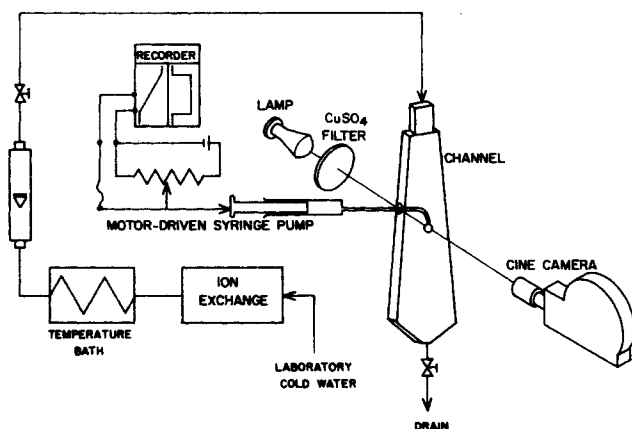 RECORDER
LAMP
CuSO4
FILTER
CHANNEL
MOTOR-DRIVEN SYRINGE PUMP
CINE CAMERA
ION
EXCHANGE
TEMPERATURE
BATH
LABORATORY
COLD WATER
DRAIN